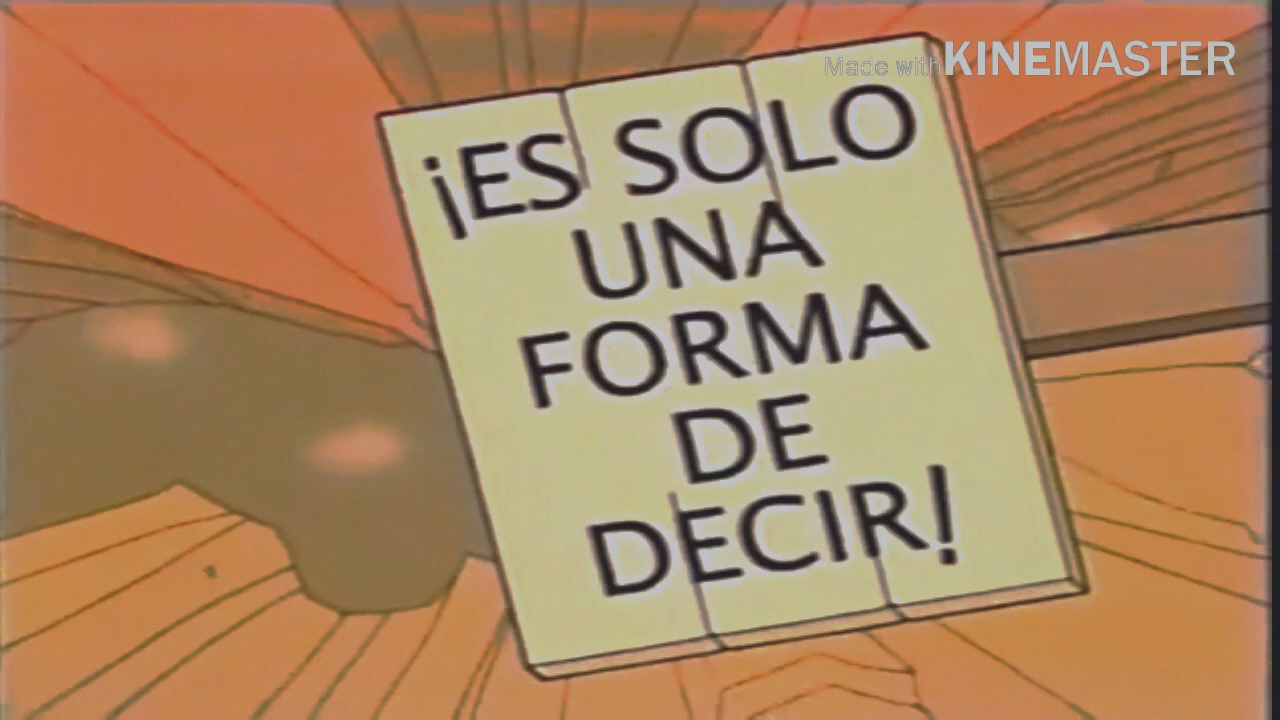 Made with KINEMASTER
¡ES SOLO
UNA
FORMA
DE
DECIR!